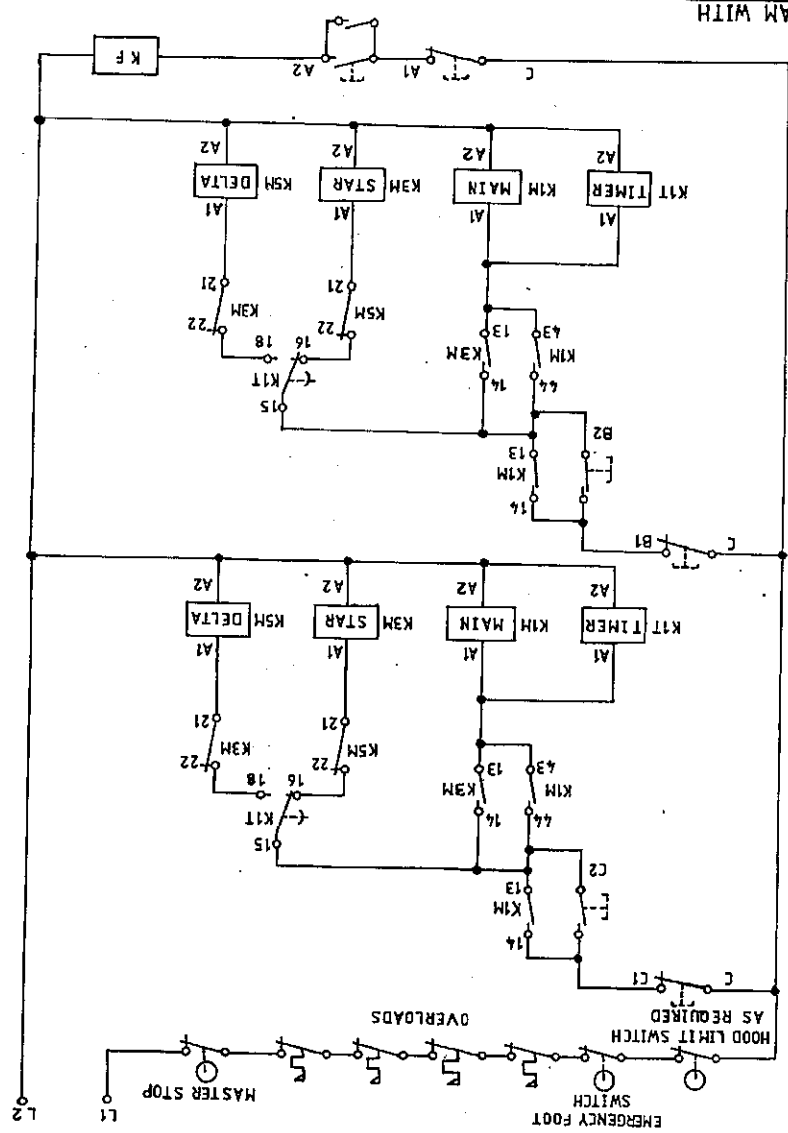 EMERGENCY FOOT
SWITCH
MASTER STOP
L1
L2
HOOD LIMIT SWITCH
AS REQUIRED
OVERLOADS
C
C1
14
K1M
13
C2
44
K1M
43
14
K3M
13
15
K1T
16
18
22
K5M
21
22
K3M
21
A1
K1T TIMER
A2
A1
K1M MAIN
A2
A1
K3M STAR
A2
A1
K5M DELTA
A2
C
B1
14
K1M
13
B2
44
K1M
43
14
K3M
13
15
K1T
16
18
22
K5M
21
22
K3M
21
A1
K1T TIMER
A2
A1
K1M MAIN
A2
A1
K3M STAR
A2
A1
K5M DELTA
A2
C
A1
A2
KF
AM WITH